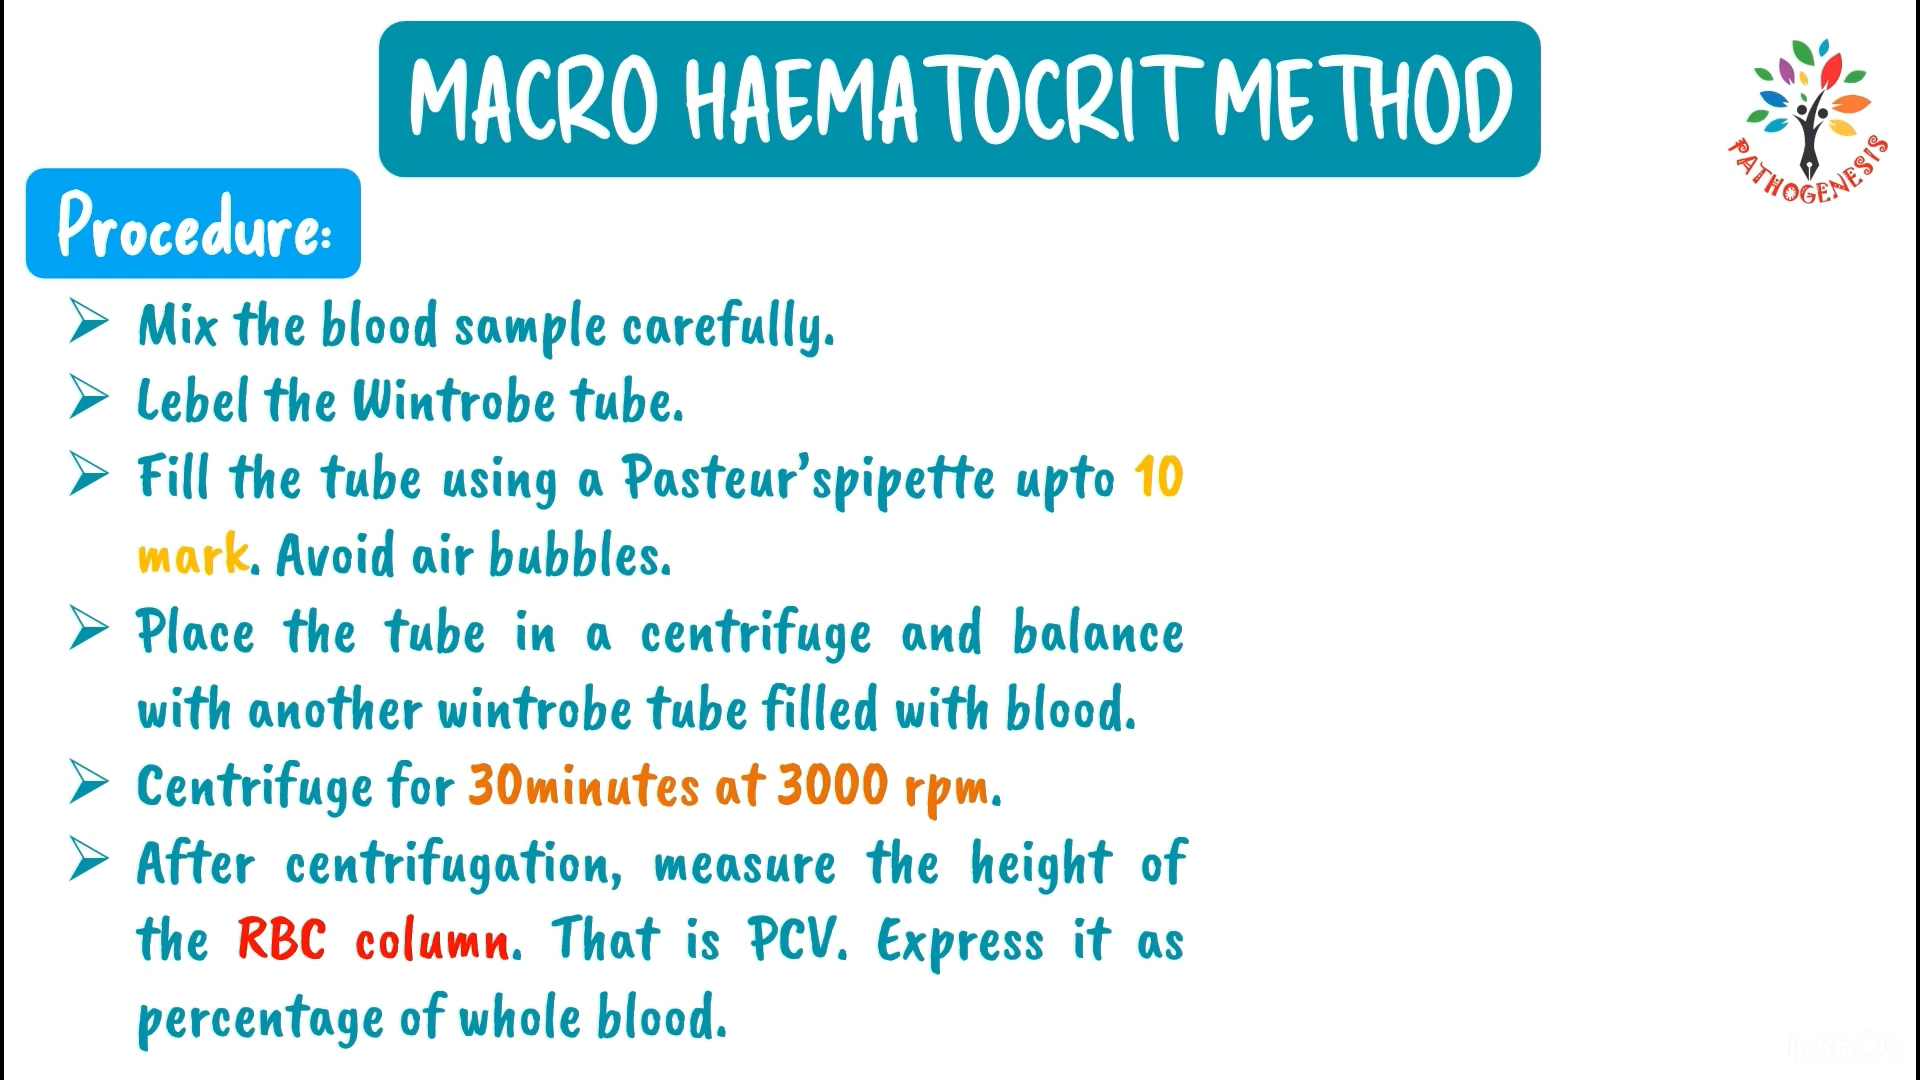 MACRO HAEMATOCRIT METHOD
PATHOGENESIS
Procedure:
➢ Mix the blood sample carefully.
➢ Lebel the Wintrobe tube.
➢ Fill the tube using a Pasteur'spipette upto 10
mark. Avoid air bubbles.
➢ Place the tube in a centrifuge and balance
with another wintrobe tube filled with blood.
➢ Centrifuge for 30minutes at 3000 rpm.
➢ After centrifugation, measure the height of
the RBC column. That is PCV. Express it as
percentage of whole blood.